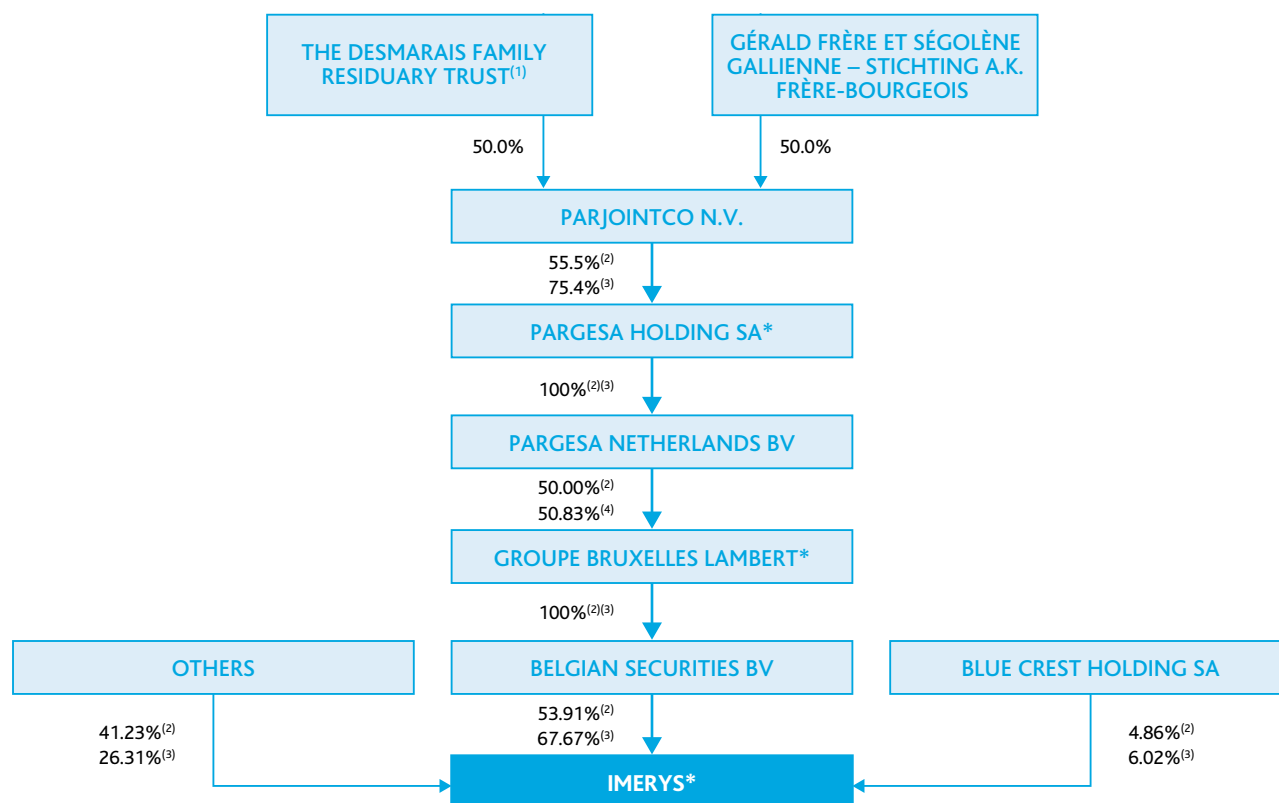 THE DESMARAIS FAMILY
RESIDUARY TRUST(1)
GÉRALD FRÈRE ET SÉGOLÈNE
GALLIENNE – STICHTING A.K.
FRÈRE-BOURGEOIS
50.0%
50.0%
PARJOINTCO N.V.
55.5%(2)
75.4%(3)
PARGESA HOLDING SA*
100%(2)(3)
PARGESA NETHERLANDS BV
50.00%(2)
50.83%(4)
GROUPE BRUXELLES LAMBERT*
100%(2)(3)
OTHERS
BELGIAN SECURITIES BV
BLUE CREST HOLDING SA
41.23%(2)
26.31%(3)
53.91%(2)
67.67%(3)
4.86%(2)
6.02%(3)
IMERYS*